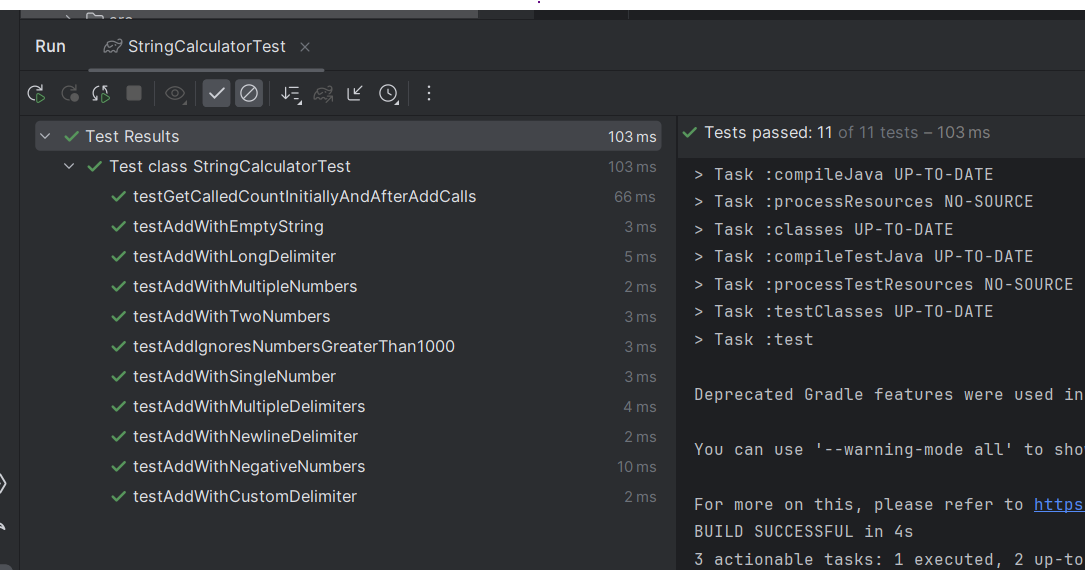 Run StringCalculatorTest
Test Results 103 ms
Test class StringCalculatorTest 103 ms
testGetCalledCountInitiallyAndAfterAddCalls 66 ms
testAddWithEmptyString 3 ms
testAddWithLongDelimiter 5 ms
testAddWithMultipleNumbers 2 ms
testAddWithTwoNumbers 3 ms
testAddIgnoresNumbersGreaterThan1000 3 ms
testAddWithSingleNumber 3 ms
testAddWithMultipleDelimiters 4 ms
testAddWithNewlineDelimiter 2 ms
testAddWithNegativeNumbers 10 ms
testAddWithCustomDelimiter 2 ms
Tests passed: 11 of 11 tests – 103 ms
> Task :compileJava UP-TO-DATE
> Task :processResources NO-SOURCE
> Task :classes UP-TO-DATE
> Task :compileTestJava UP-TO-DATE
> Task :processTestResources NO-SOURCE
> Task :testClasses UP-TO-DATE
> Task :test
Deprecated Gradle features were used in
You can use '--warning-mode all' to sho
For more on this, please refer to https
BUILD SUCCESSFUL in 4s
3 actionable tasks: 1 executed, 2 up-to